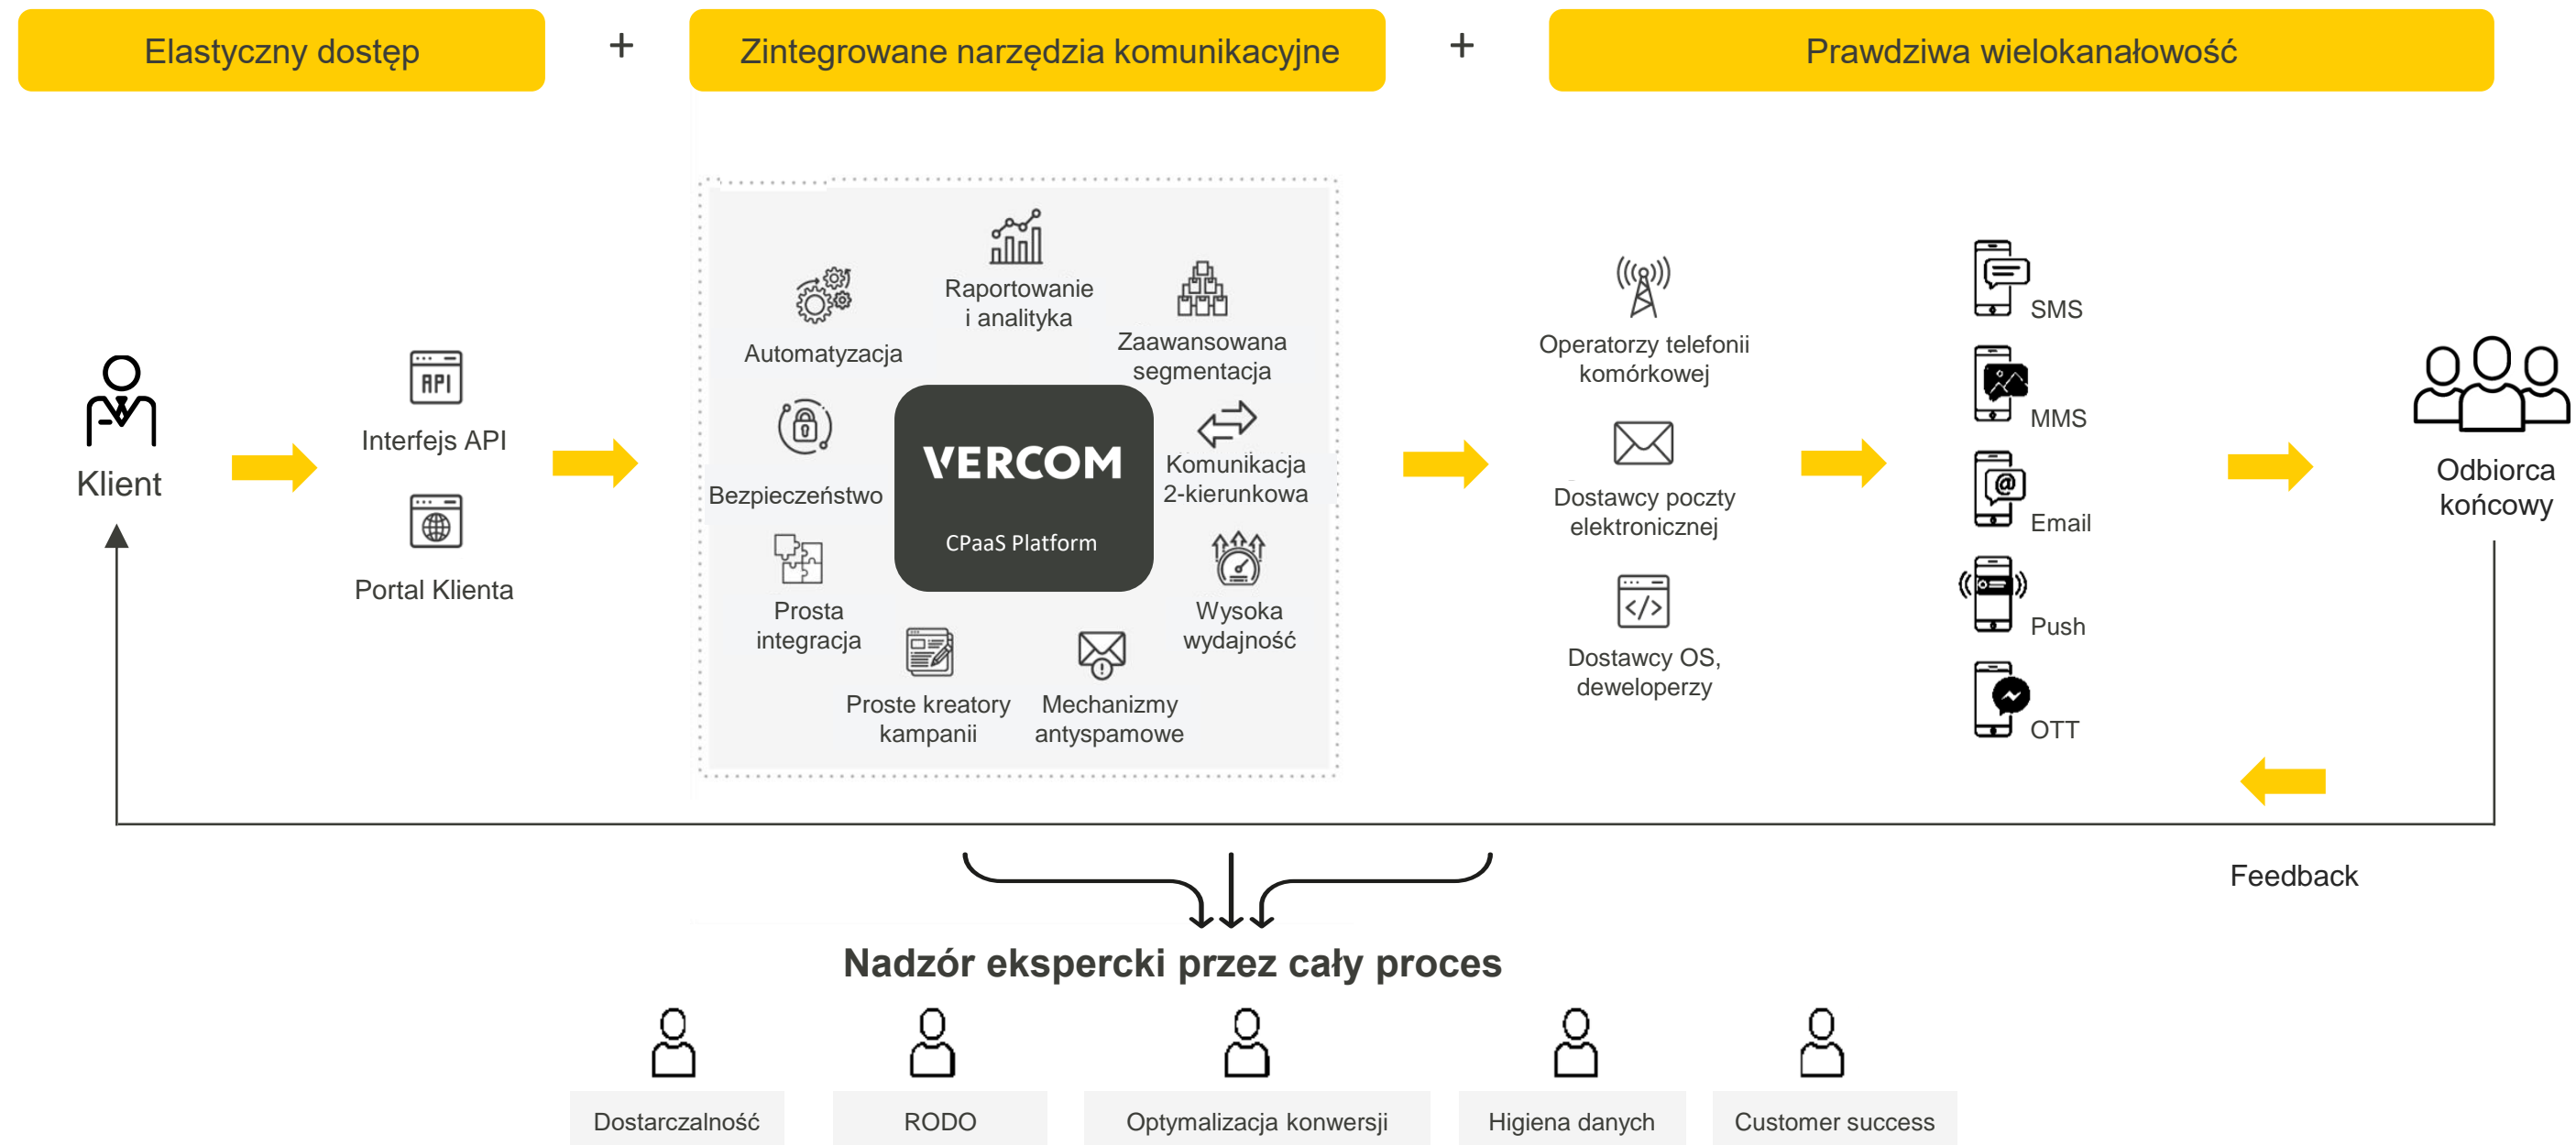 Elastyczny dostęp
+
Zintegrowane narzędzia komunikacyjne
+
Prawdziwa wielokanałowość
Klient
API
Interfejs API
Portal Klienta
Raportowanie
i analityka
Automatyzacja
Zaawansowana
segmentacja
Bezpieczeństwo
VERCOM
CPaaS Platform
Komunikacja
2-kierunkowa
Prosta
integracja
Wysoka
wydajność
Proste kreatory
kampanii
Mechanizmy
antyspamowe
Operatorzy telefonii
komórkowej
Dostawcy poczty
elektronicznej
Dostawcy OS,
deweloperzy
SMS
MMS
Email
Push
OTT
Odbiorca
końcowy
Feedback
Nadzór ekspercki przez cały proces
Dostarczalność
RODO
Optymalizacja konwersji
Higiena danych
Customer success